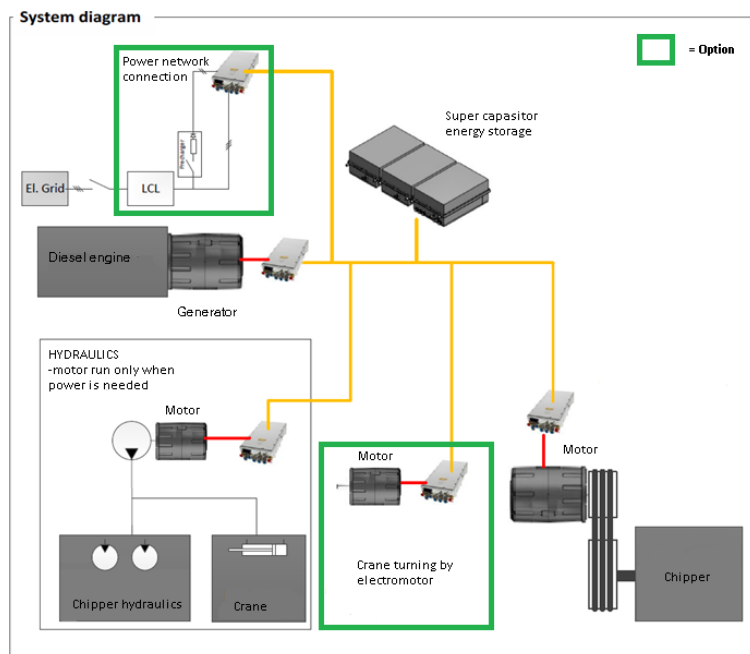 System diagram
= Option
Power network
connection
Super capasitor
energy storage
Precharger
El. Grid
LCL
Diesel engine
Generator
HYDRAULICS
-motor run only when
power is needed
Motor
Motor
Motor
Crane turning by
electromotor
Chipper hydraulics
Crane
Chipper